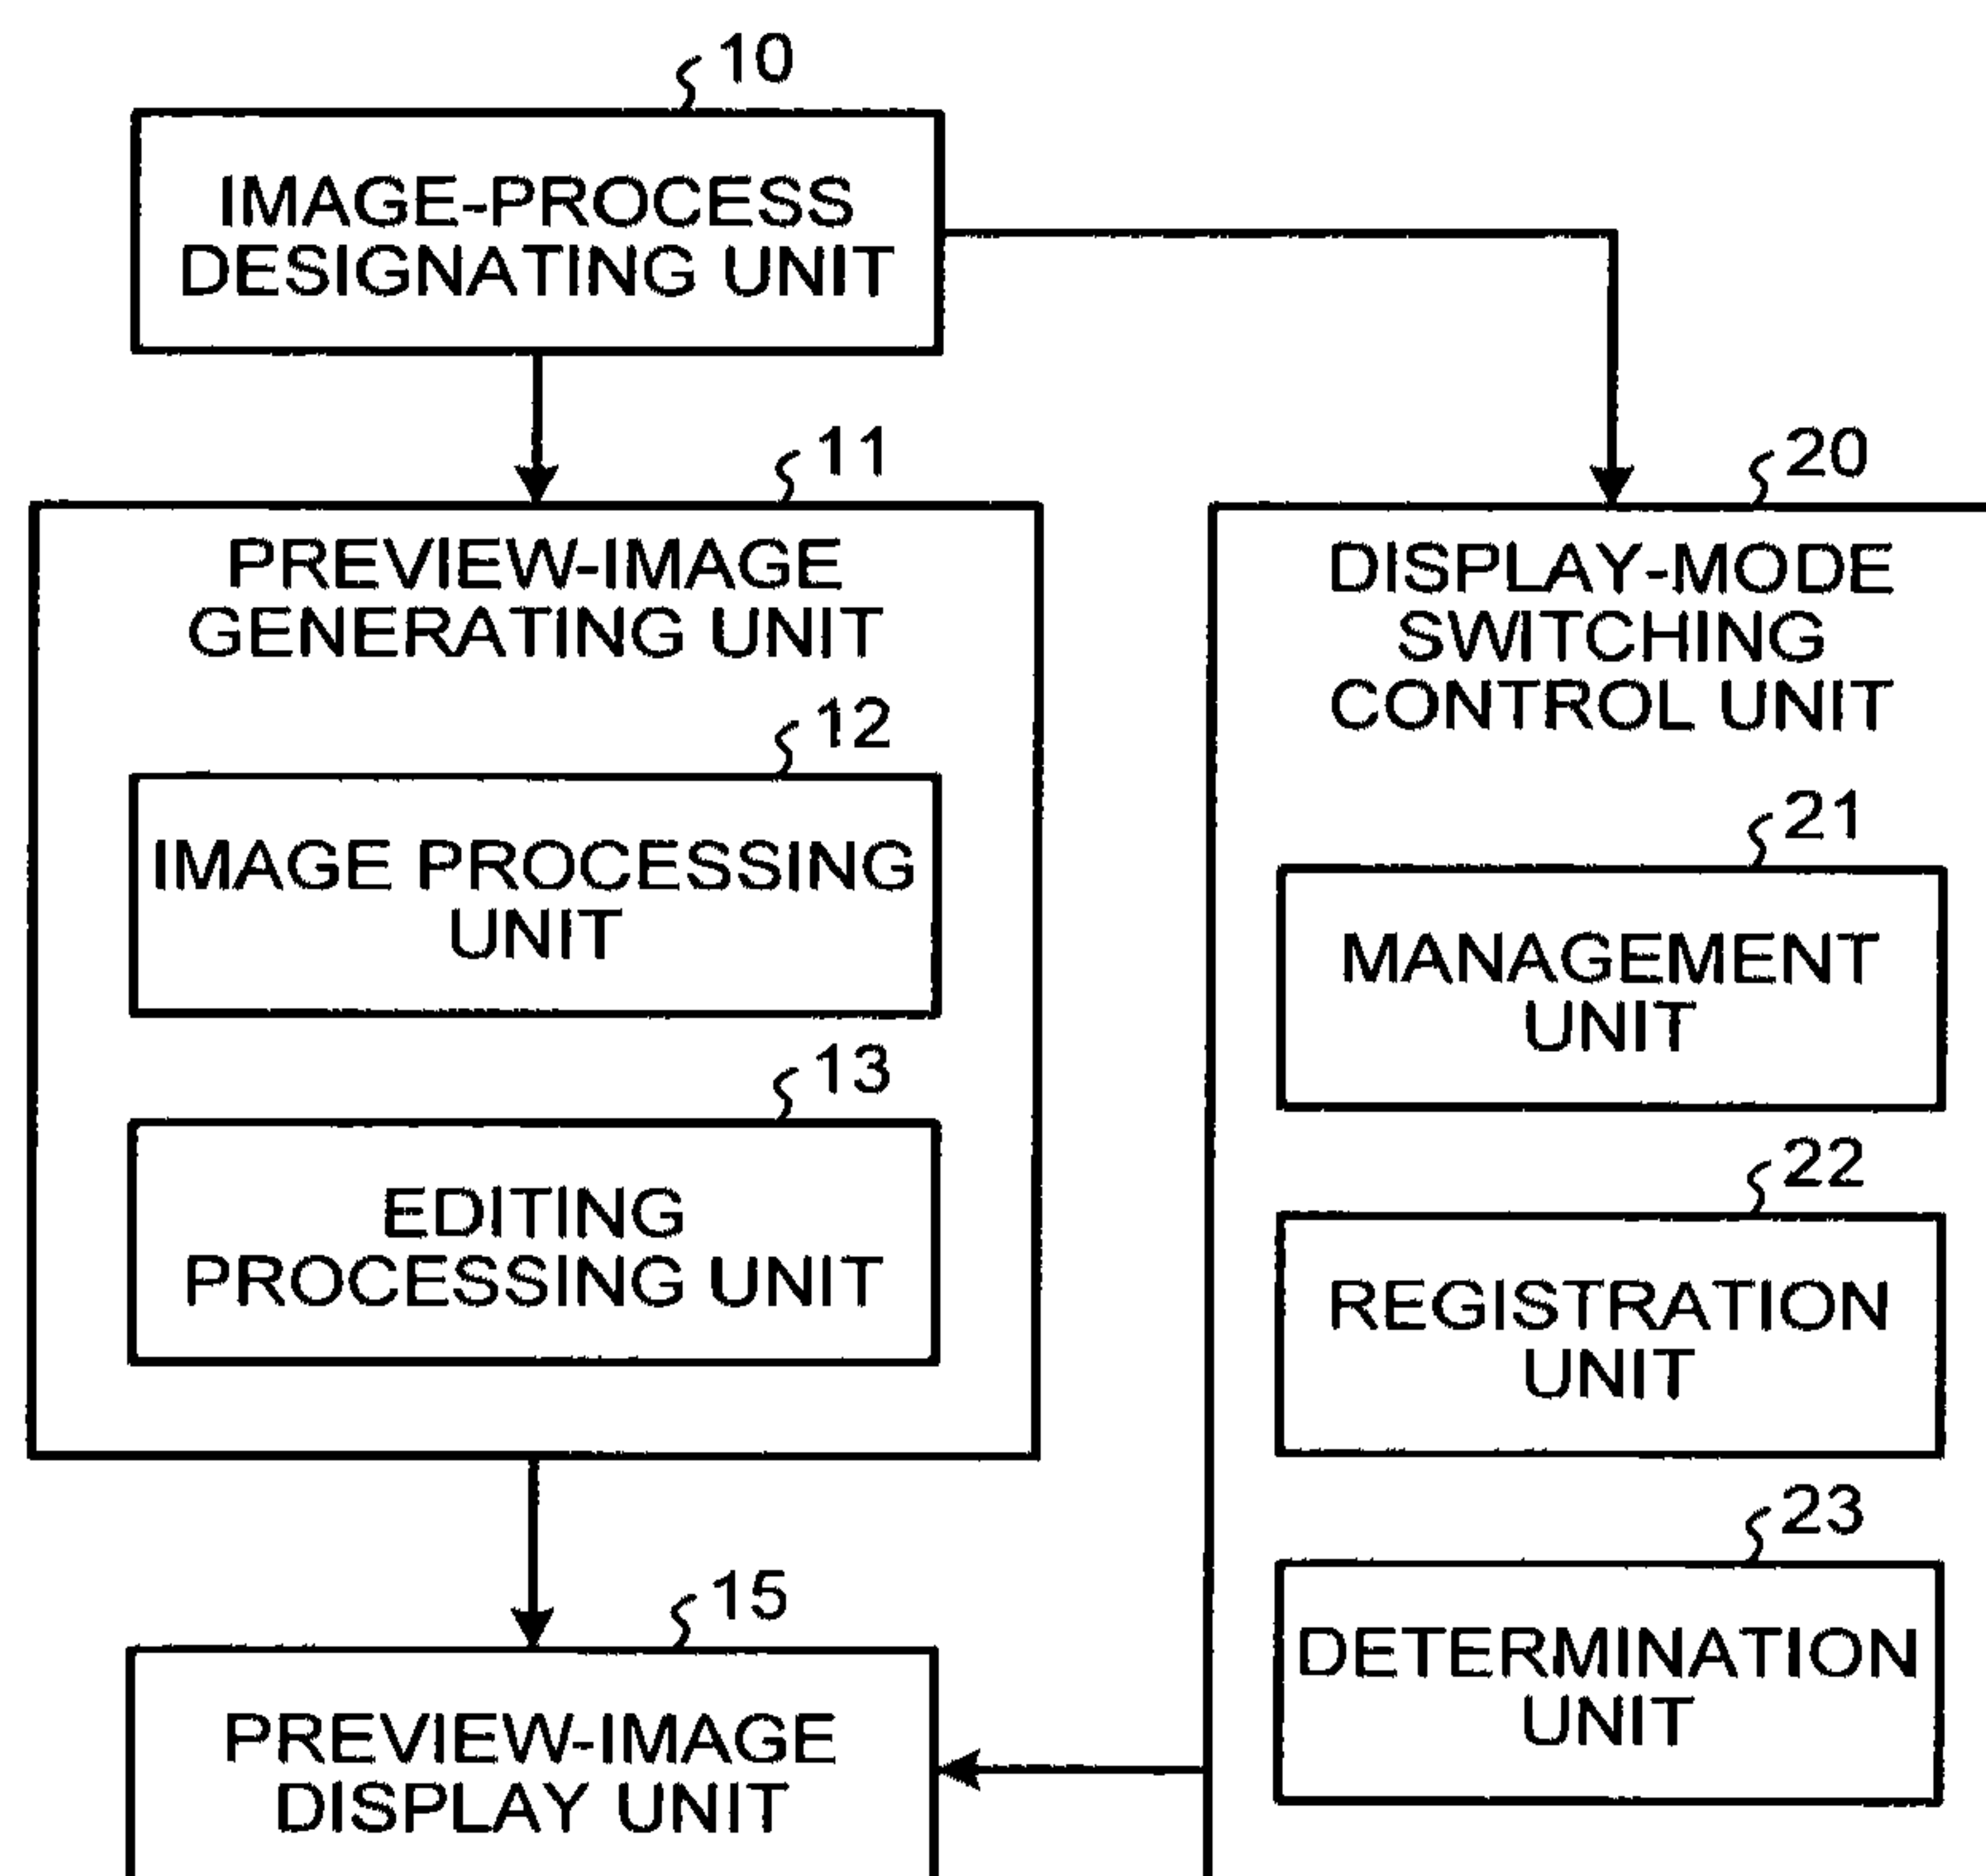 10
IMAGE-PROCESS
DESIGNATING UNIT
11
PREVIEW-IMAGE
GENERATING UNIT
12
IMAGE PROCESSING
UNIT
13
EDITING
PROCESSING UNIT
15
PREVIEW-IMAGE
DISPLAY UNIT
20
DISPLAY-MODE
SWITCHING
CONTROL UNIT
21
MANAGEMENT
UNIT
22
REGISTRATION
UNIT
23
DETERMINATION
UNIT